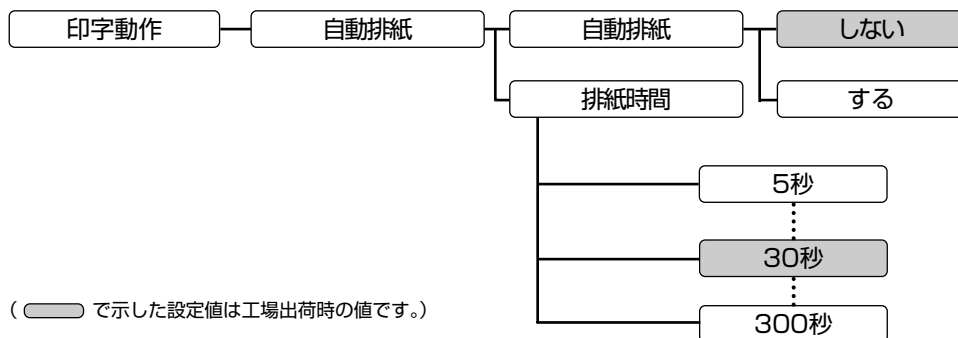 印字動作
自動排紙
自動排紙
しない
排紙時間
する
5秒
30秒
300秒
( で示した設定値は工場出荷時の値です。)